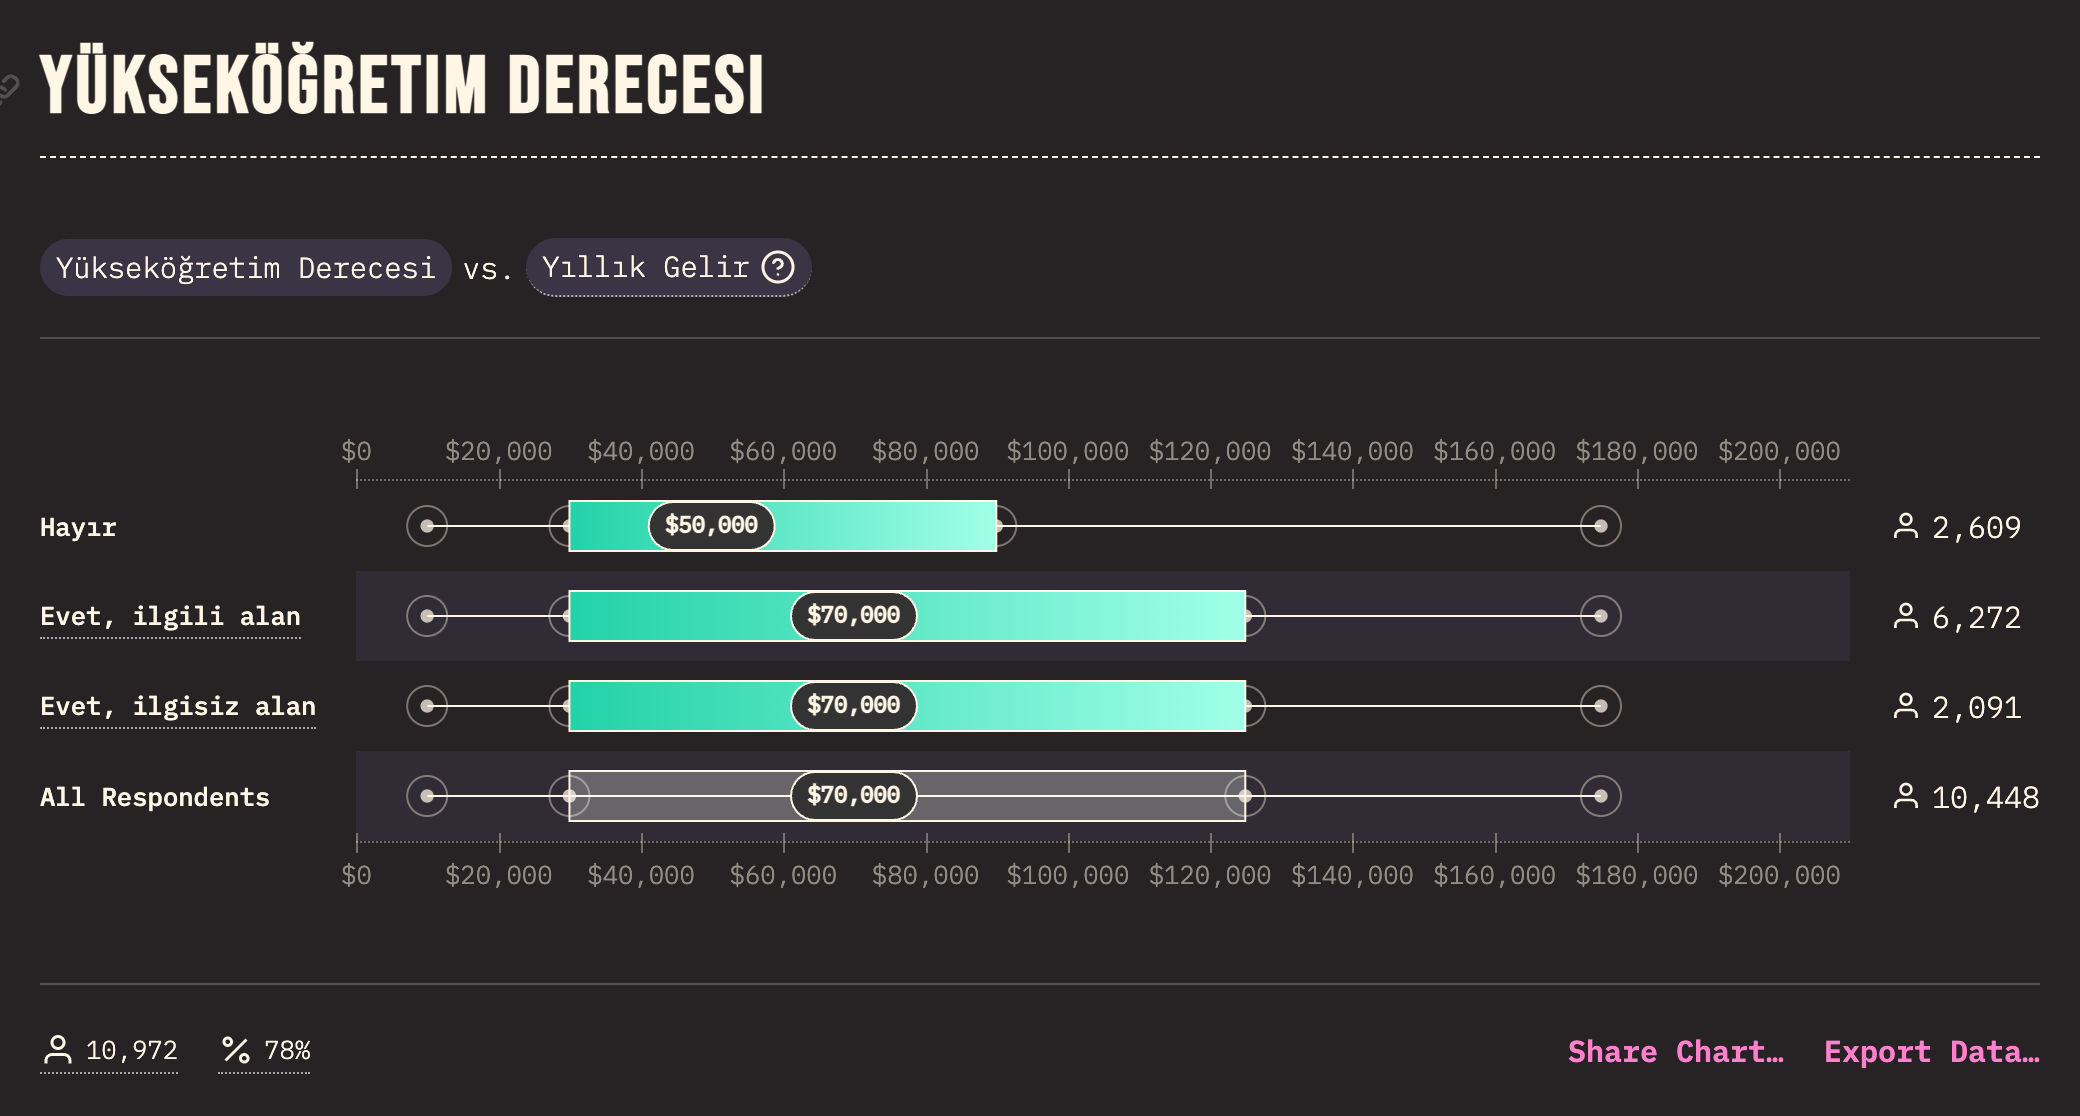 YÜKSEKÖĞRETIM DERECESI
Yükseköğretim Derecesi vs. Yıllık Gelir ?
$0 $20,000 $40,000 $60,000 $80,000 $100,000 $120,000 $140,000 $160,000 $180,000 $200,000
Hayır $50,000 2,609
Evet, ilgili alan $70,000 6,272
Evet, ilgisiz alan $70,000 2,091
All Respondents $70,000 10,448
$0 $20,000 $40,000 $60,000 $80,000 $100,000 $120,000 $140,000 $160,000 $180,000 $200,000
10,972 % 78% Share Chart… Export Data…